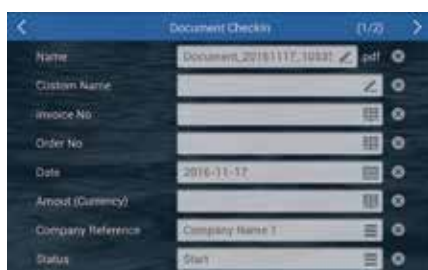 Document Checkin (1/2)
Name Document_20161117_1033 .pdf
Custom Name
Invoice No
Order No
Date 2016-11-17
Amout (Currency)
Company Reference Company Name 1
Status Start